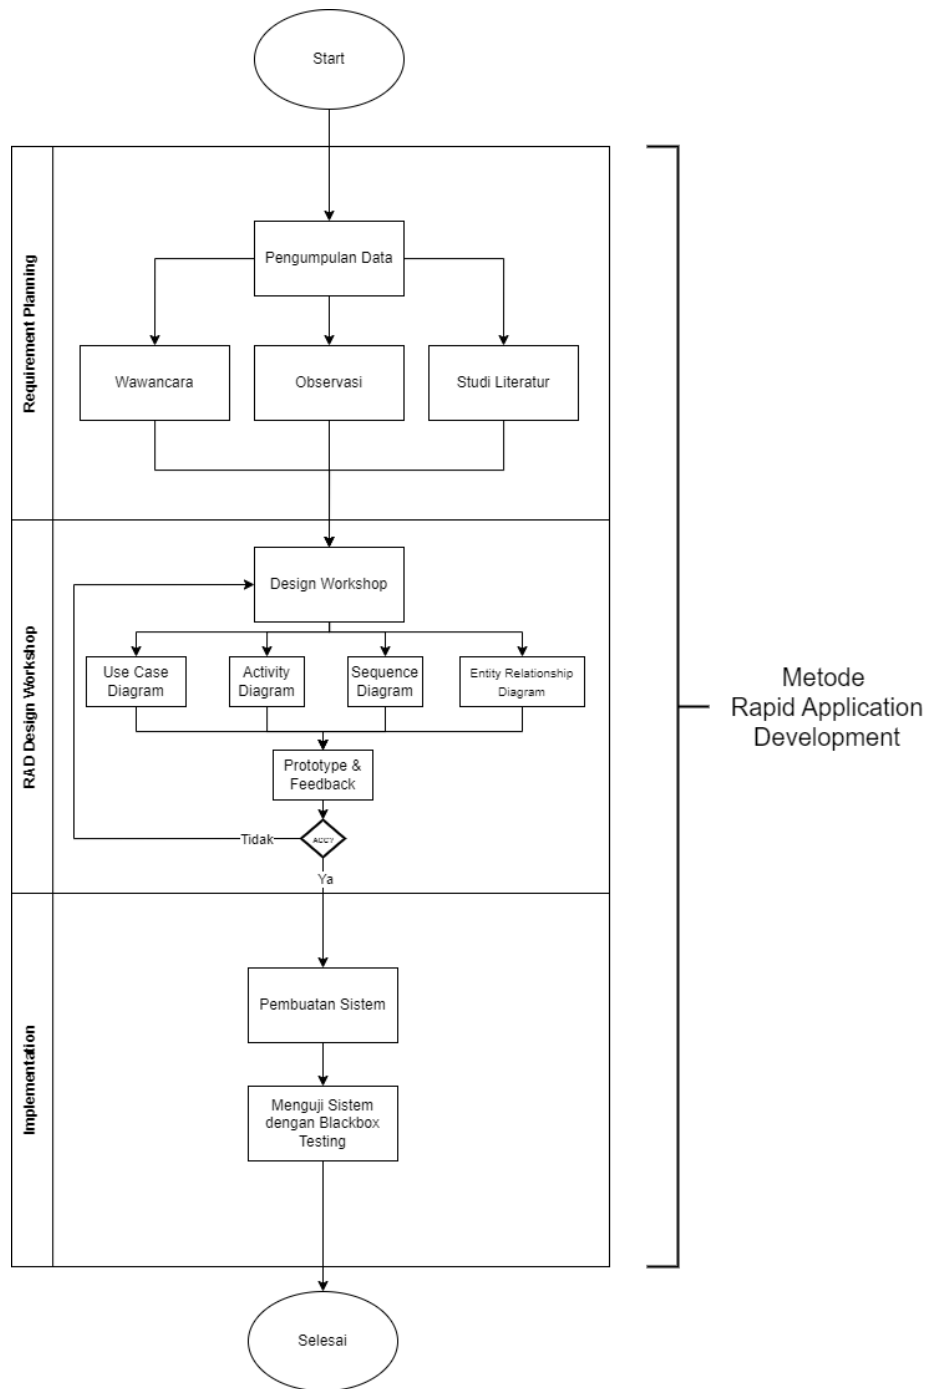 Start
Requirement Planning
Pengumpulan Data
Wawancara
Observasi
Studi Literatur
RAD Design Workshop
Design Workshop
Use Case
Diagram
Activity
Diagram
Sequence
Diagram
Entity Relationship
Diagram
Prototype &
Feedback
ACC?
Tidak
Ya
Metode
Rapid Application
Development
Implementation
Pembuatan Sistem
Menguji Sistem
dengan Blackbox
Testing
Selesai